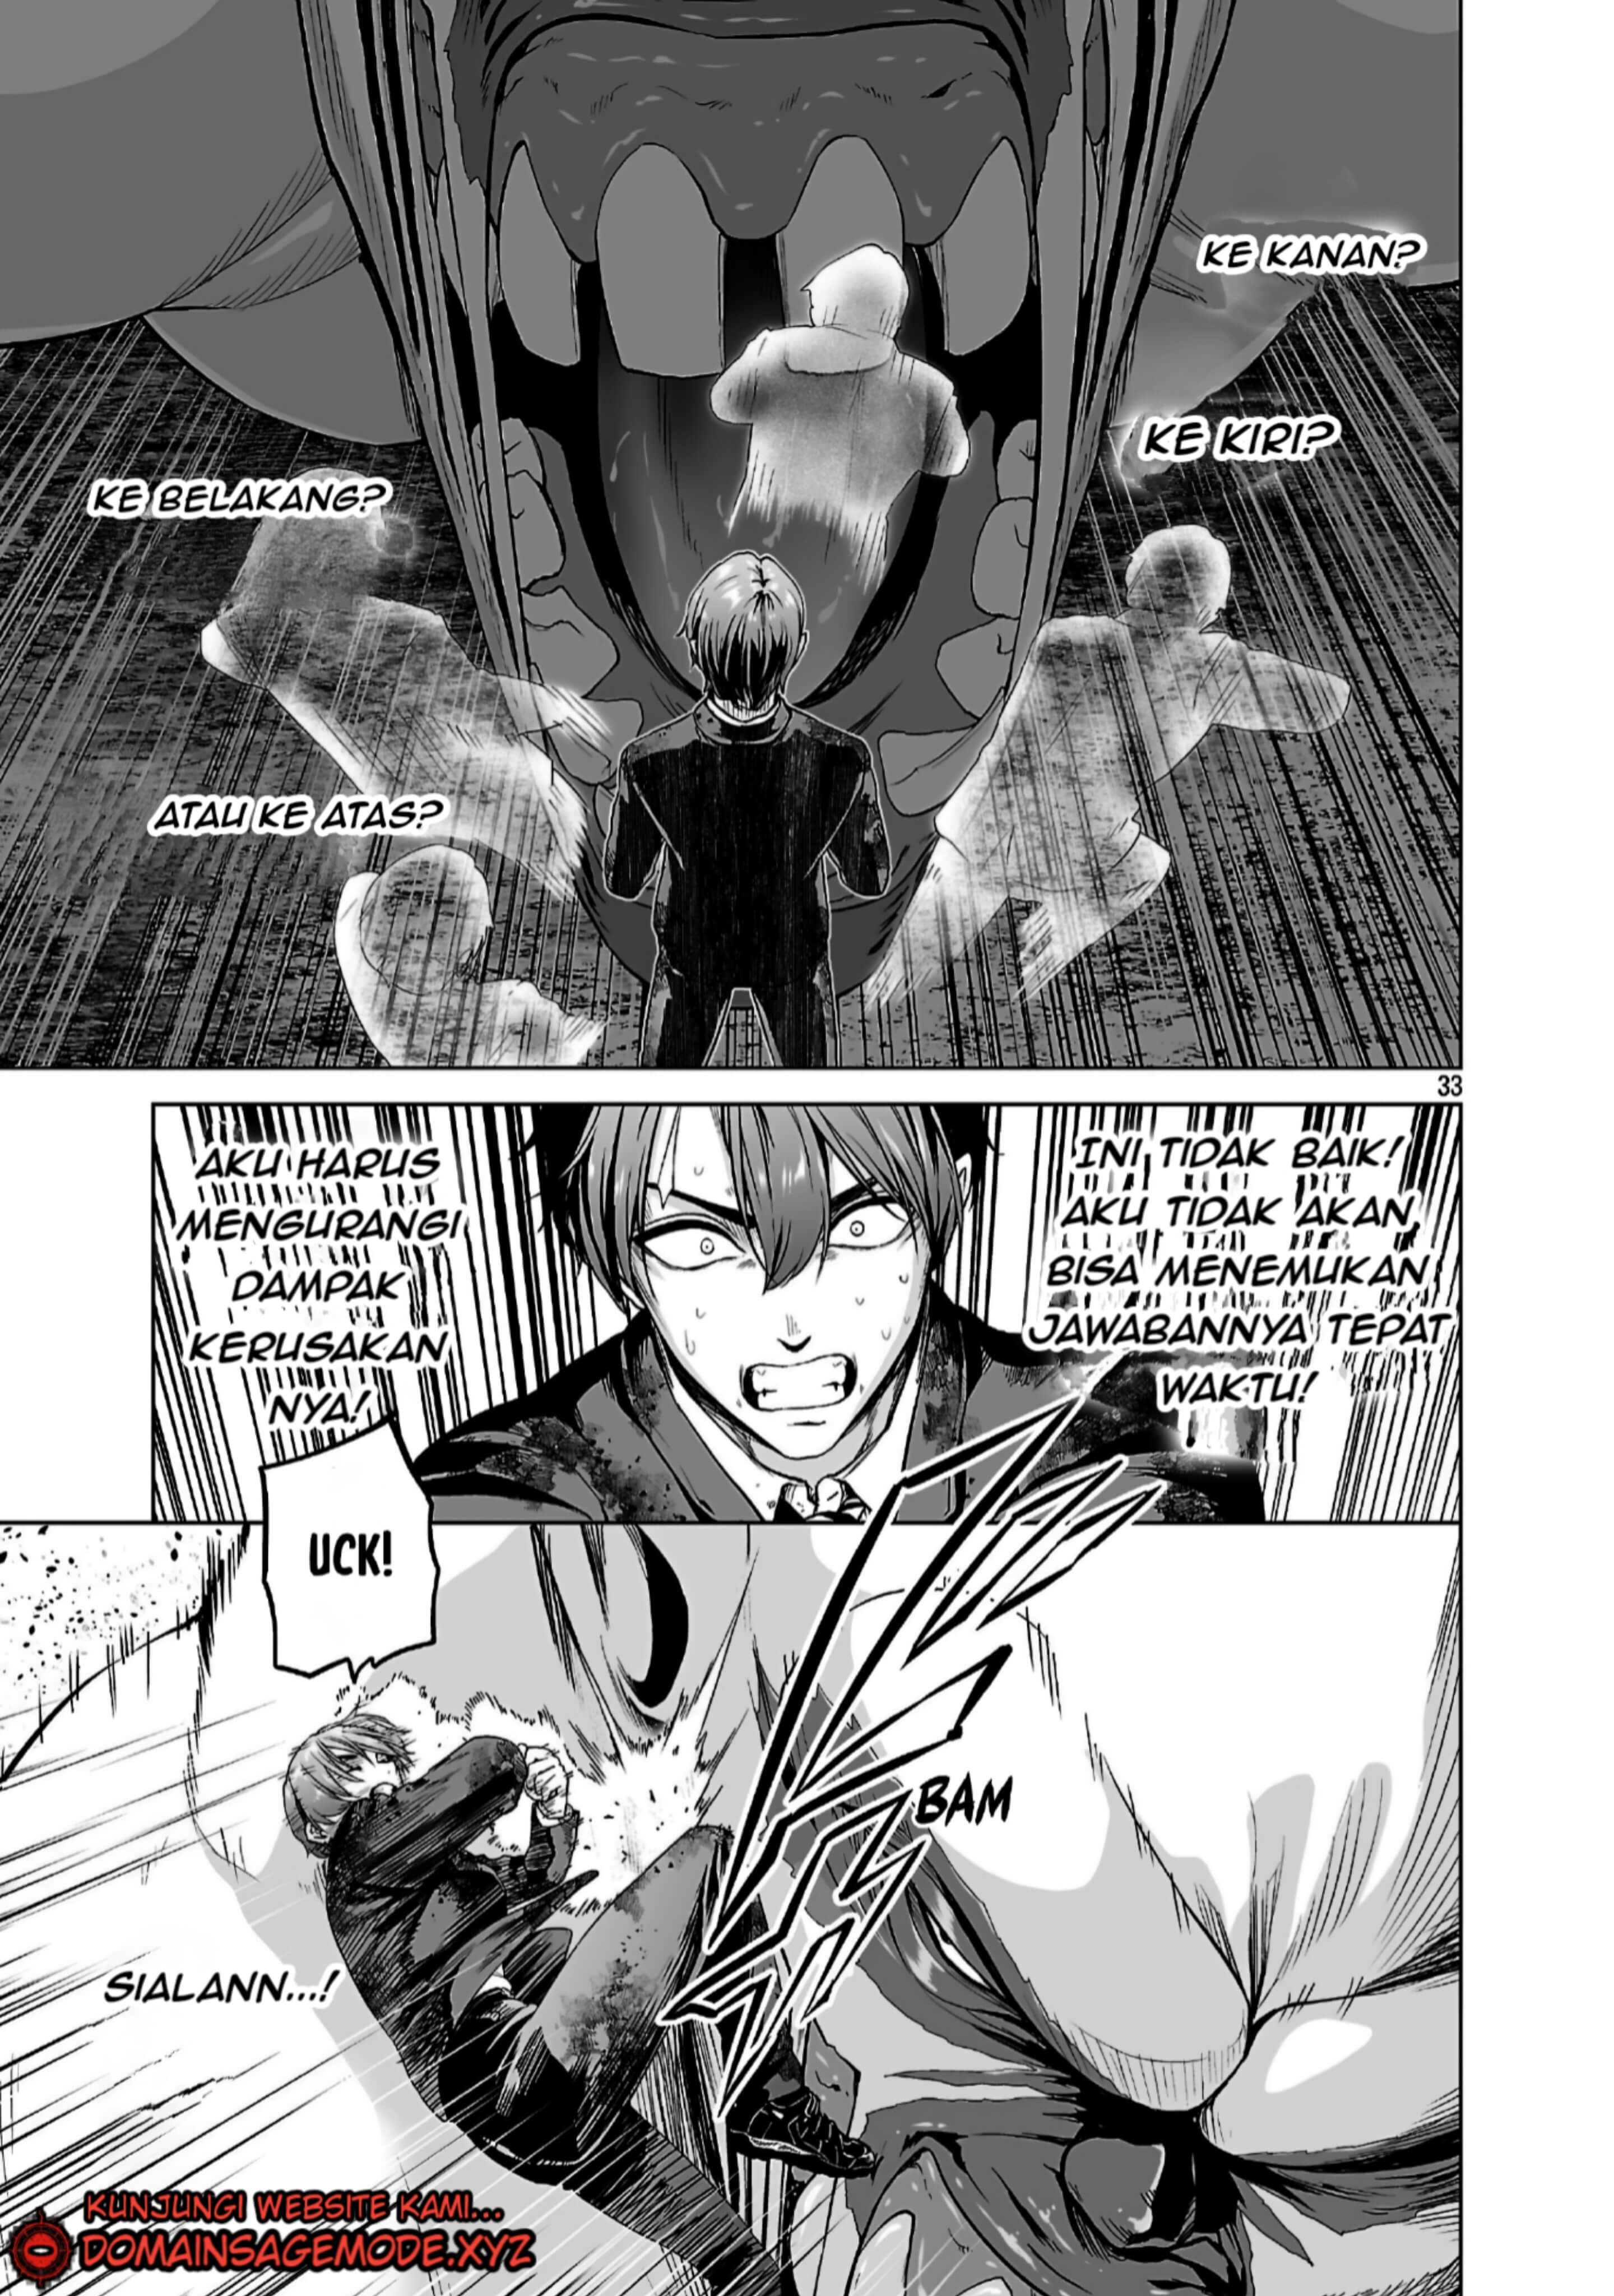 KE KANAN?
KE KIRI?
KE BELAKANG?
ATAU KE ATAS?
33
INI TIDAK BAIK!
AKU TIDAK AKAN
BISA MENEMUKAN
JAWABANNYA TEPAT
WAKTU!
AKU HARUS
MENGURANGI
DAMPAK
KERUSAKAN
NYA!
UCK!
BAM
SIALANN...!
KUNJUNGI WEBSITE KAMI...
DOMAINSAGEMODE.XYZ